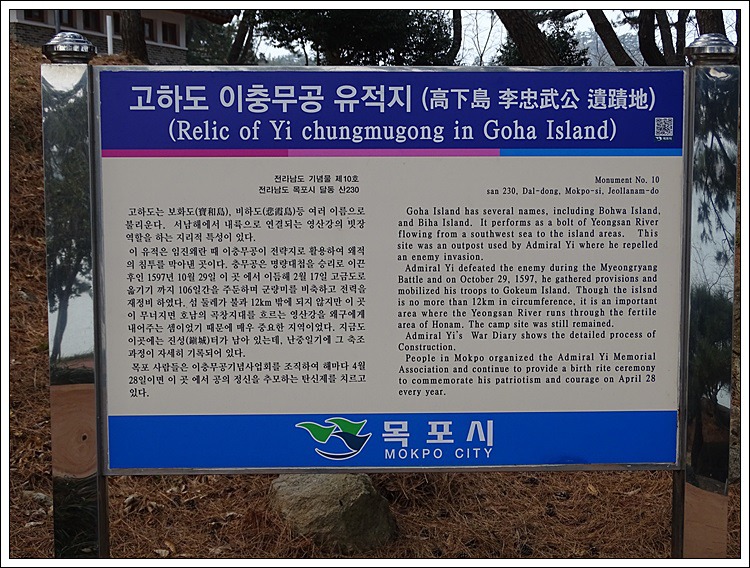 고하도 이충무공 유적지 (高下島 李忠武公 遺蹟地)
(Relic of Yi chungmugong in Goha Island)
전라남도 기념물 제10호
전라남도 목포시 달동 산230
고하도는 보화도(寶和島), 비하도(悲霞島)등 여러 이름으로
불리운다. 서남해에서 내륙으로 연결되는 영산강의 빗장
역할을 하는 지리적 특성이 있다.
이 유적은 임진왜란 때 이충무공이 전략지로 활용하여 왜적
의 침투를 막아낸 곳이다. 충무공은 명량대첩을 승리로 이끈
후인 1597년 10월 29일 이 곳 에서 이듬해 2월 17일 고금도로
옮기기 까지 106일간을 주둔하며 군량미를 비축하고 전력을
재정비 하였다. 섬 둘레가 불과 12km 밖에 되지 않지만 이 곳
이 무너지면 호남의 곡창지대를 흐르는 영산강을 왜구에게
내어주는 셈이었기 때문에 매우 중요한 지역이었다. 지금도
이곳에는 진성(鎭城)터가 남아 있는데, 난중일기에 그 축조
과정이 자세히 기록되어 있다.
목포 사람들은 이충무공기념사업회를 조직하여 해마다 4월
28일이면 이 곳 에서 공의 정신을 추모하는 탄신제를 치르고
있다.
Monument No. 10
san 230, Dal-dong, Mokpo-si, Jeollanam-do
Goha Island has several names, including Bohwa Island,
and Biha Island. It performs as a bolt of Yeongsan River
flowing from a southwest sea to the island areas. This
site was an outpost used by Admiral Yi where he repelled
an enemy invasion.
Admiral Yi defeated the enemy during the Myeongryang
Battle and on October 29, 1597, he gathered provisions and
mobilized his troops to Gokeum Island. Though the islsnd
is no more than 12km in circumference, it is an important
area where the Yeongsan River runs through the fertile
area of Honam. The camp site was still remained.
Admiral Yi's War Diary shows the detailed process of
Construction.
People in Mokpo organized the Admiral Yi Memorial
Association and continue to provide a birth rite ceremony
to commemorate his patriotism and courage on April 28
every year.
목포시
MOKPO CITY